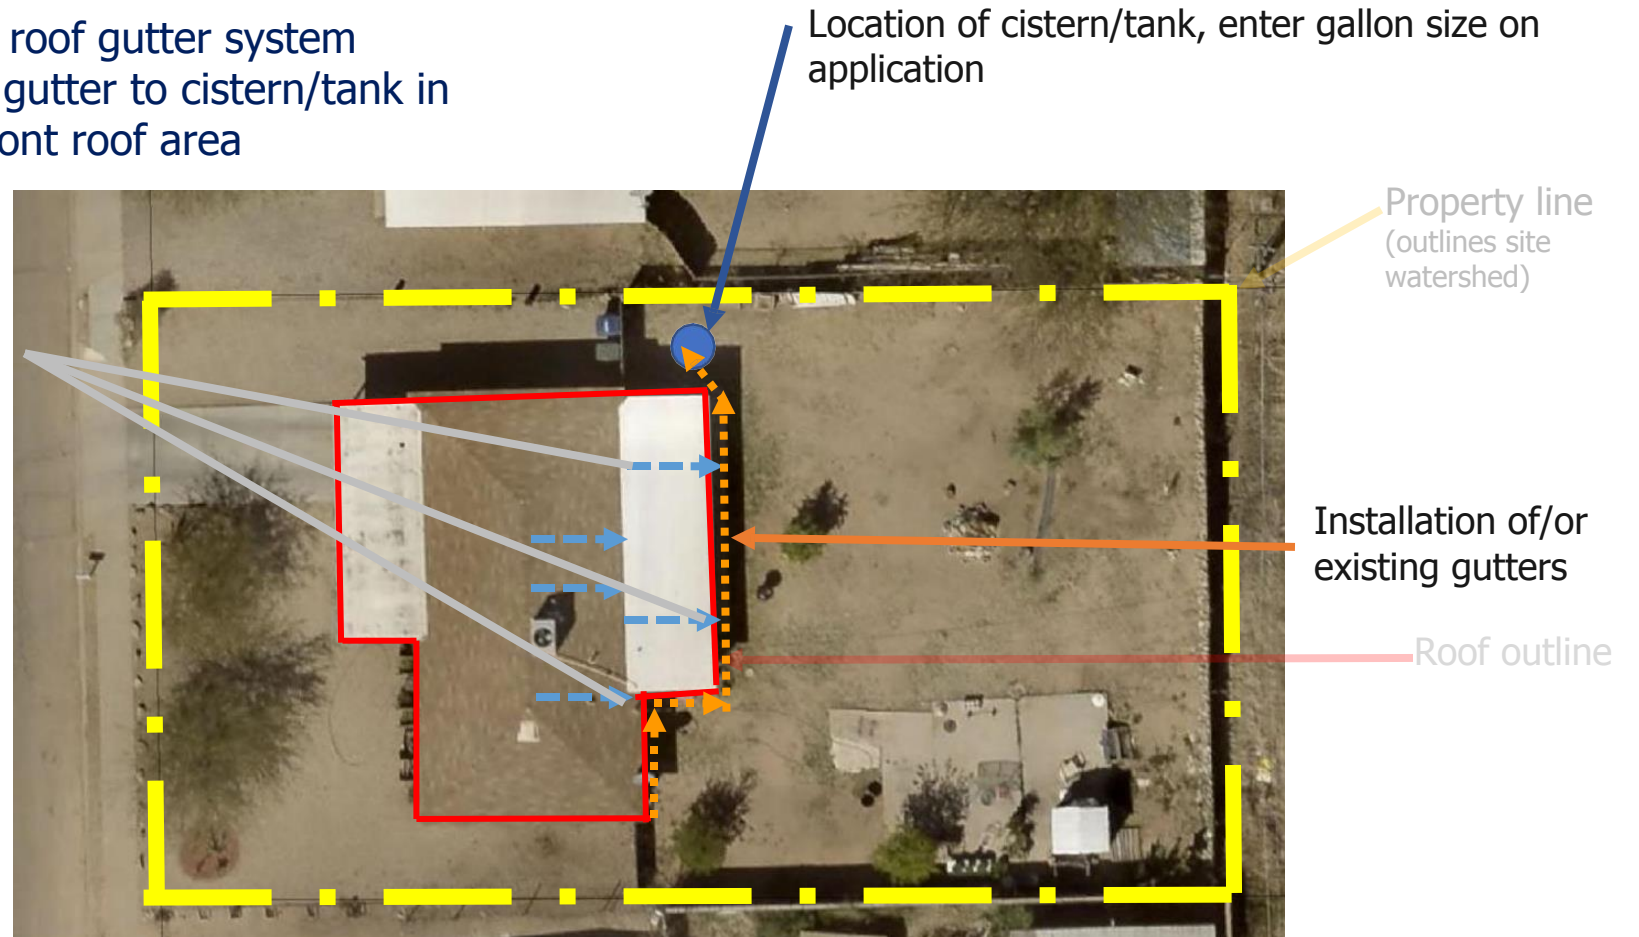 roof gutter system
gutter to cistern/tank in
ont roof area
Location of cistern/tank, enter gallon size on
application
Property line
(outlines site
watershed)
Installation of/or
existing gutters
Roof outline